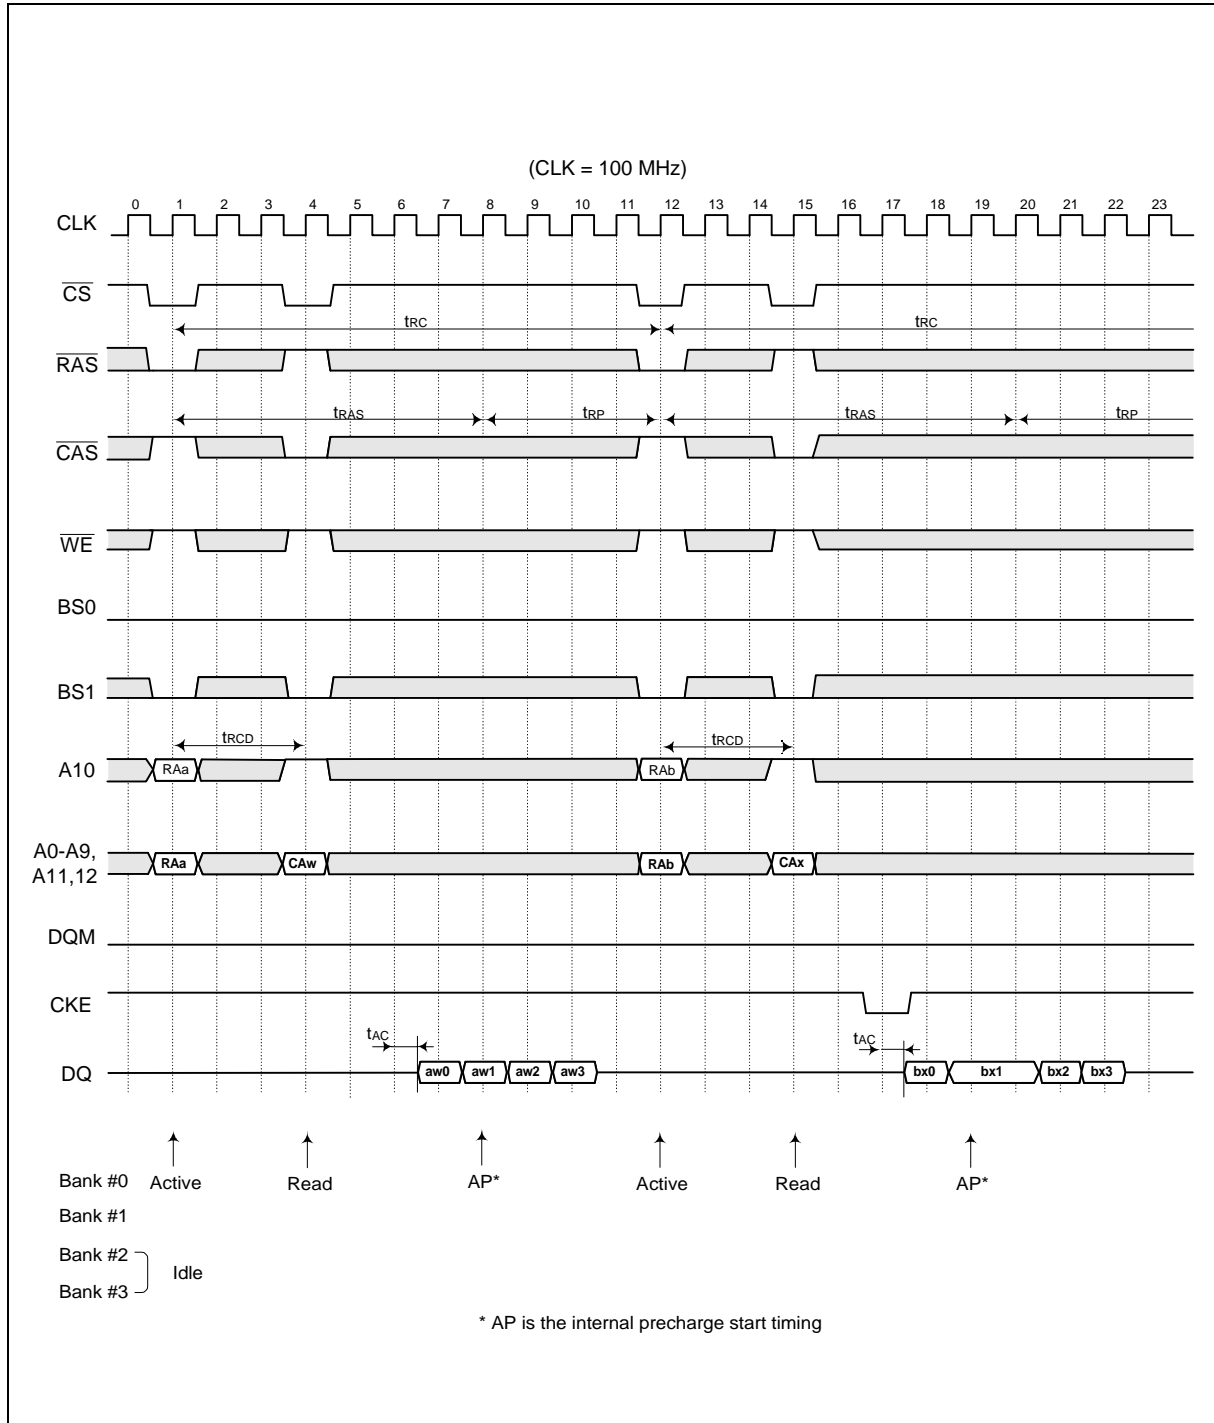 (CLK = 100 MHz)
0 1 2 3 4 5 6 7 8 9 10 11 12 13 14 15 16 17 18 19 20 21 22 23
CLK
CS
tRC tRC
RAS
tRAS tRP tRAS tRP
CAS
WE
BS0
BS1
tRCD tRCD
A10 RAa RAb
A0-A9,
A11,12
RAa CAw RAb CAx
DQM
CKE
tAC tAC
DQ aw0 aw1 aw2 aw3 bx0 bx1 bx2 bx3
Bank #0 Active Read AP* Active Read AP*
Bank #1
Bank #2
Idle
Bank #3
* AP is the internal precharge start timing